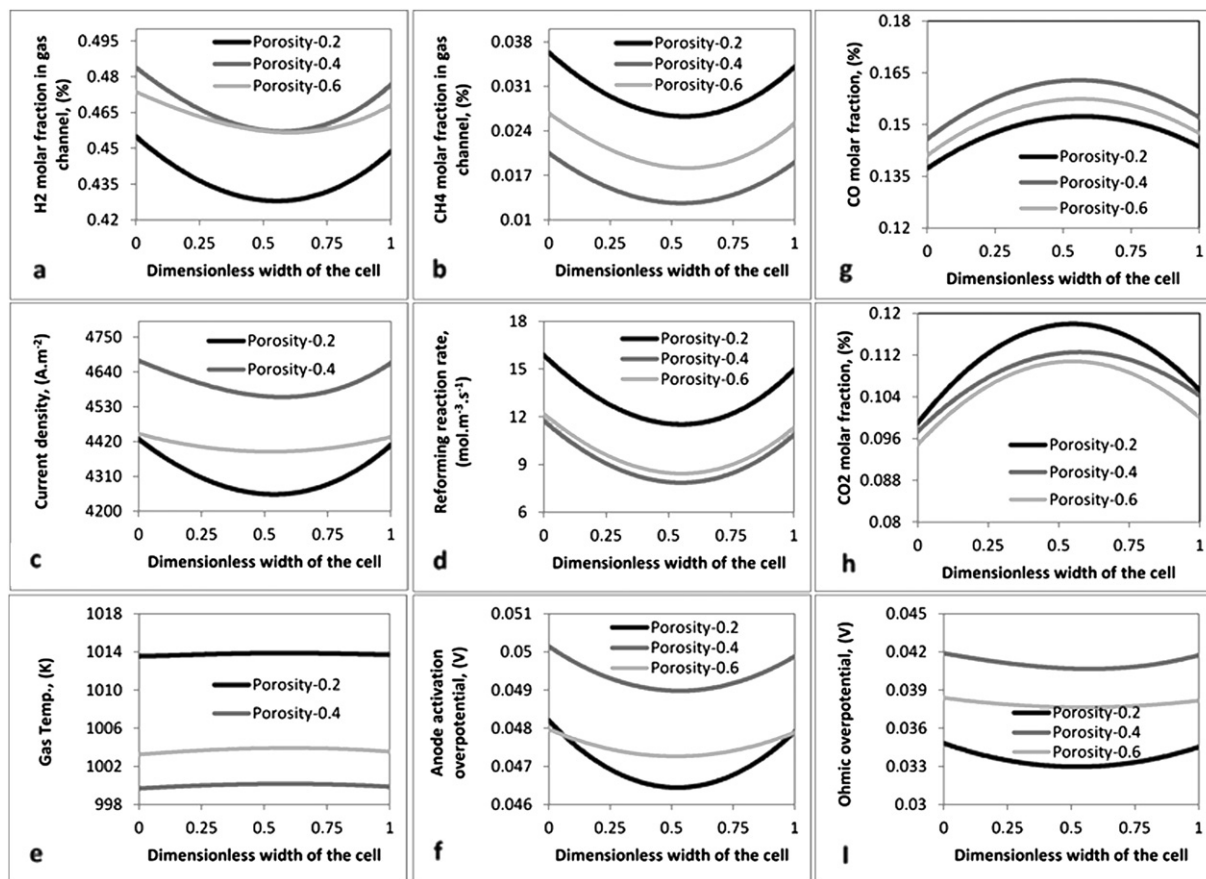 H2 molar fraction in gas
channel, (%)
0.495
0.48
0.465
0.45
0.435
0.42
Porosity-0.2
Porosity-0.4
Porosity-0.6
0 0.25 0.5 0.75 1
a Dimensionless width of the cell
CH4 molar fraction in gas
channel, (%)
0.038
0.031
0.024
0.017
0.01
Porosity-0.2
Porosity-0.4
Porosity-0.6
0 0.25 0.5 0.75 1
b Dimensionless width of the cell
CO molar fraction, (%)
0.18
0.165
0.15
0.135
0.12
Porosity-0.2
Porosity-0.4
Porosity-0.6
0 0.25 0.5 0.75 1
g Dimensionless width of the cell
Current density, (A.m⁻²)
4750
4640
4530
4420
4310
4200
Porosity-0.2
Porosity-0.4
0 0.25 0.5 0.75 1
c Dimensionless width of the cell
Reforming reaction rate,
(mol.m⁻³.s⁻¹)
18
15
12
9
6
Porosity-0.2
Porosity-0.4
Porosity-0.6
0 0.25 0.5 0.75 1
d Dimensionless width of the cell
CO2 molar fraction, (%)
0.12
0.112
0.104
0.096
0.088
0.08
Porosity-0.2
Porosity-0.4
Porosity-0.6
0 0.25 0.5 0.75 1
h Dimensionless width of the cell
Gas Temp., (K)
1018
1014
1010
1006
1002
998
Porosity-0.2
Porosity-0.4
0 0.25 0.5 0.75 1
e Dimensionless width of the cell
Anode activation
overpotential, (V)
0.051
0.05
0.049
0.048
0.047
0.046
Porosity-0.2
Porosity-0.4
Porosity-0.6
0 0.25 0.5 0.75 1
f Dimensionless width of the cell
Ohmic overpotential, (V)
0.045
0.042
0.039
0.036
0.033
0.03
Porosity-0.2
Porosity-0.4
Porosity-0.6
0 0.25 0.5 0.75 1
I Dimensionless width of the cell